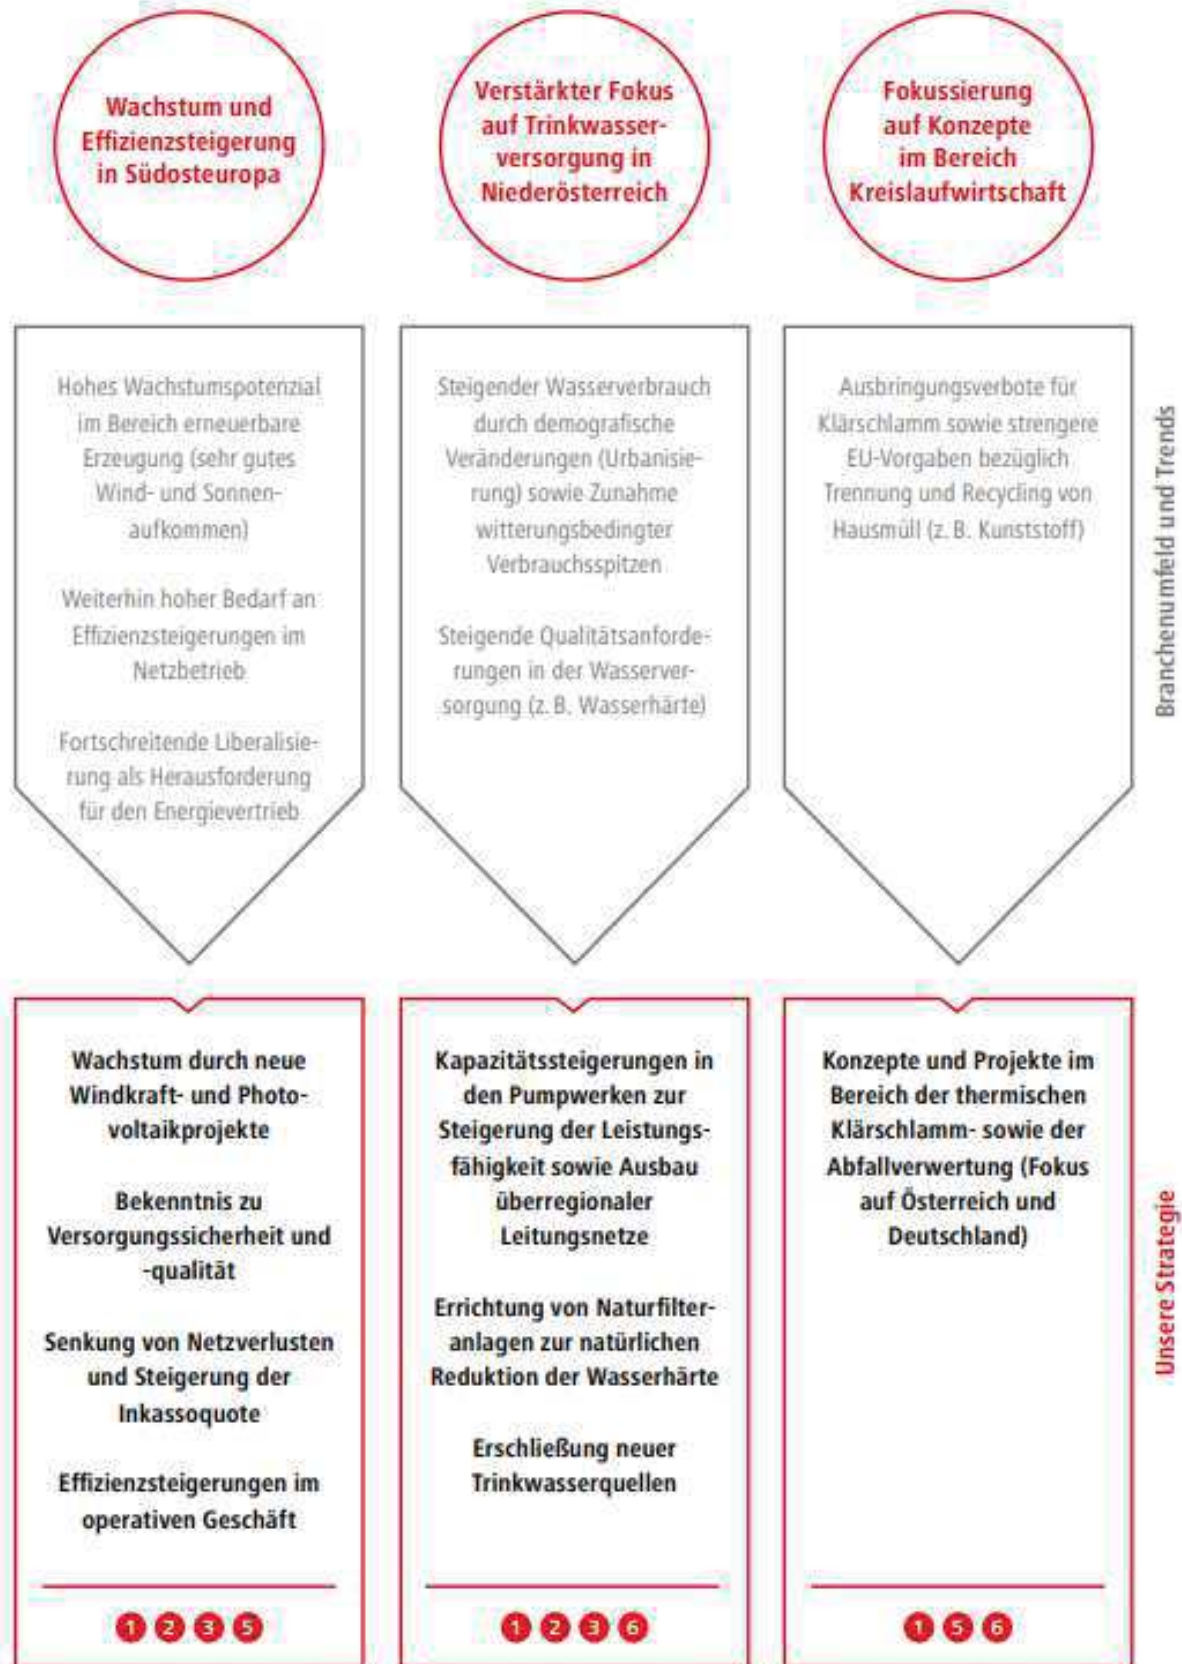 Wachstum und
Effizienzsteigerung
in Südosteuropa
Verstärkter Fokus
auf Trinkwasser-
versorgung in
Niederösterreich
Fokussierung
auf Konzepte
im Bereich
Kreislaufwirtschaft
Hohes Wachstumspotenzial
im Bereich erneuerbare
Erzeugung (sehr gutes
Wind- und Sonnen-
aufkommen)
Weiterhin hoher Bedarf an
Effizienzsteigerungen im
Netzbetrieb
Fortschreitende Liberalisie-
rung als Herausforderung
für den Energievertrieb
Steigender Wasserverbrauch
durch demografische
Veränderungen (Urbanisie-
rung) sowie Zunahme
witterungsbedingter
Verbrauchsspitzen
Steigende Qualitätsanforde-
rungen in der Wasserver-
sorgung (z. B. Wasserhärte)
Ausbringungsverbote für
Klärschlamm sowie strengere
EU-Vorgaben bezüglich
Trennung und Recycling von
Hausmüll (z. B. Kunststoff)
Branchenumfeld und Trends
Wachstum durch neue
Windkraft- und Photo-
voltaikprojekte
Bekenntnis zu
Versorgungssicherheit und
-qualität
Senkung von Netzverlusten
und Steigerung der
Inkassoquote
Effizienzsteigerungen im
operativen Geschäft
1 2 3 5
Kapazitätssteigerungen in
den Pumpwerken zur
Steigerung der Leistungs-
fähigkeit sowie Ausbau
überregionaler
Leitungsnetze
Errichtung von Naturfilter-
anlagen zur natürlichen
Reduktion der Wasserhärte
Erschließung neuer
Trinkwasserquellen
1 2 3 6
Konzepte und Projekte im
Bereich der thermischen
Klärschlamm- sowie der
Abfallverwertung (Fokus
auf Österreich und
Deutschland)
1 5 6
Unsere Strategie